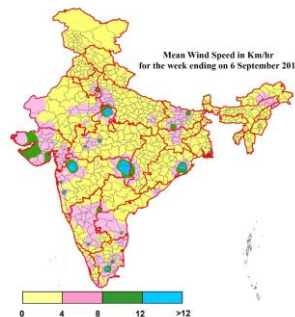 Mean Wind Speed in Km/hr
for the week ending on 6 September 201
0 4 8 12 >12